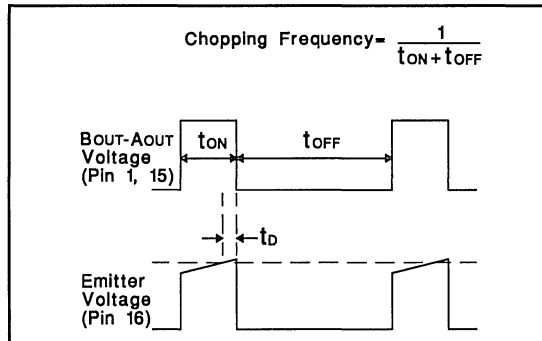 Chopping Frequency= 1
tON+tOFF
BOUT-AOUT
Voltage
(Pin 1, 15)
tON
tOFF
tD
Emitter
Voltage
(Pin 16)